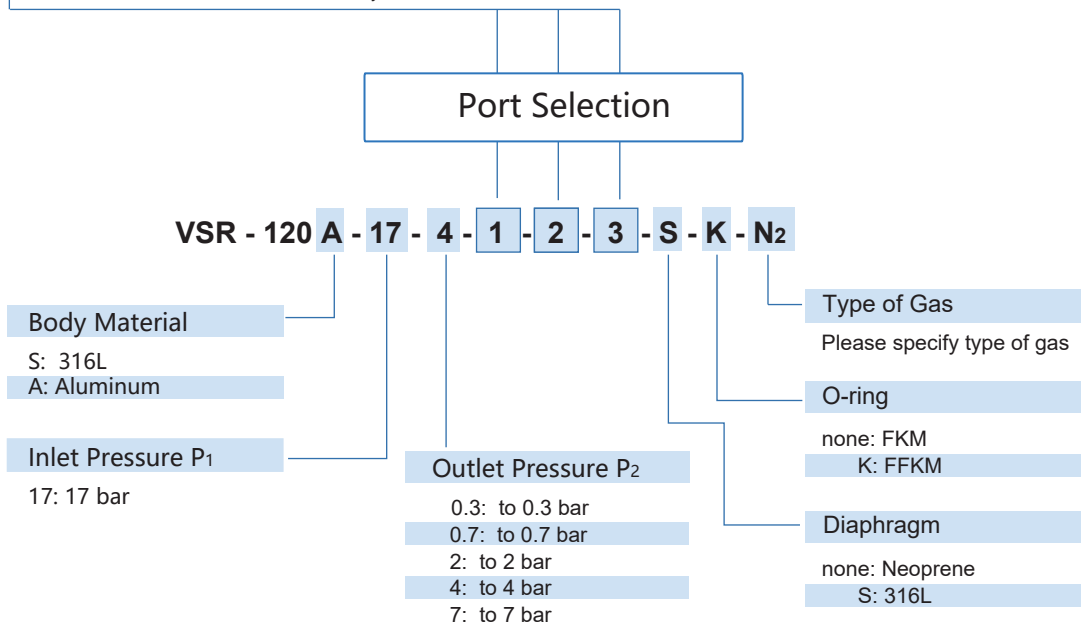 Port Selection
VSR - 120 A - 17 - 4 - 1 - 2 - 3 - S - K - N2
Body Material
S: 316L
A: Aluminum
Inlet Pressure P1
17: 17 bar
Outlet Pressure P2
0.3: to 0.3 bar
0.7: to 0.7 bar
2: to 2 bar
4: to 4 bar
7: to 7 bar
Type of Gas
Please specify type of gas
O-ring
none: FKM
K: FFKM
Diaphragm
none: Neoprene
S: 316L